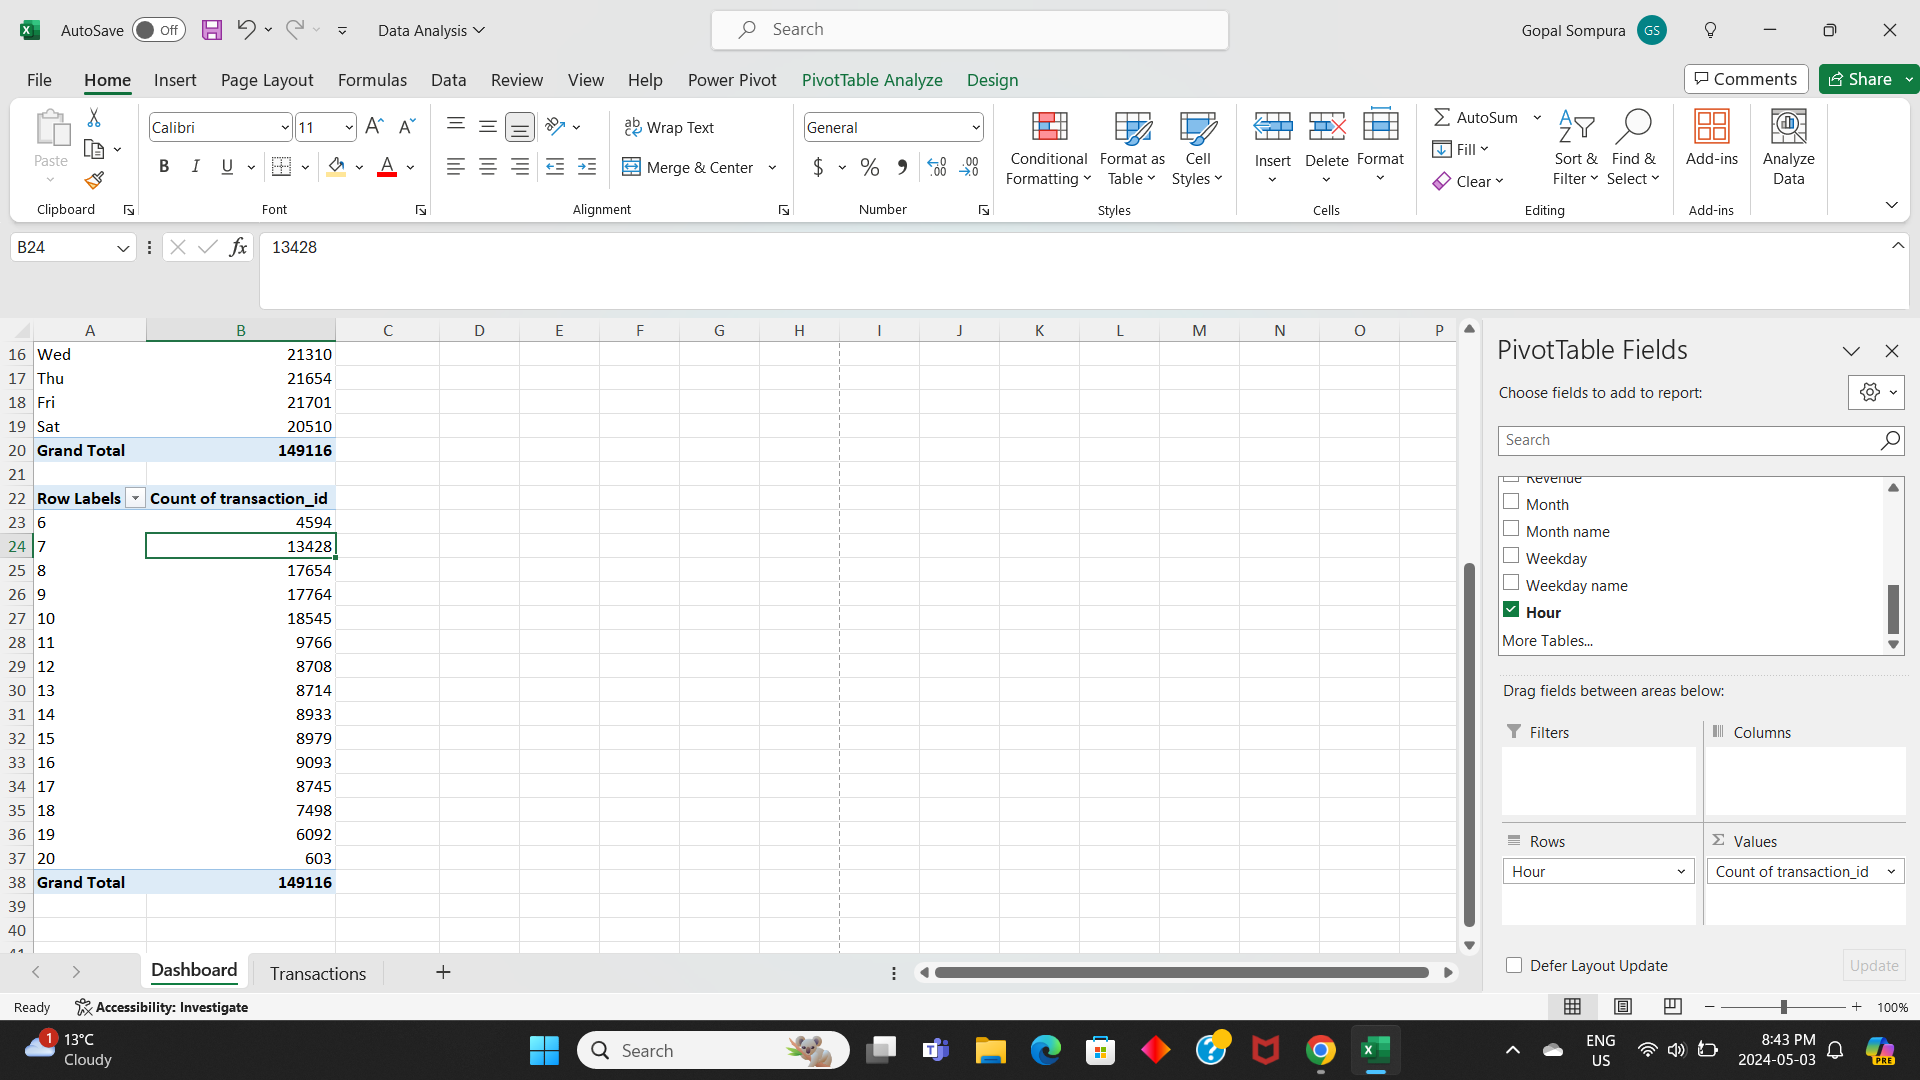 AutoSave Off Data Analysis Search Gopal Sompura GS
File Home Insert Page Layout Formulas Data Review View Help Power Pivot PivotTable Analyze Design Comments Share
Paste
Clipboard
Calibri 11
B I U A
Font
Wrap Text
Merge & Center
Alignment
General
$ % 
Number
Conditional Formatting
Format as Table
Cell Styles
Styles
Insert
Delete
Format
Cells
AutoSum
Fill
Clear
Sort & Filter
Find & Select
Editing
Add-ins
Add-ins
Analyze Data
B24 fx 13428
A B C D E F G H I J K L M N O P
16 Wed 21310
17 Thu 21654
18 Fri 21701
19 Sat 20510
20 Grand Total 149116
21
22 Row Labels Count of transaction_id
23 6 4594
24 7 13428
25 8 17654
26 9 17764
27 10 18545
28 11 9766
29 12 8708
30 13 8714
31 14 8933
32 15 8979
33 16 9093
34 17 8745
35 18 7498
36 19 6092
37 20 603
38 Grand Total 149116
39
40
41
PivotTable Fields
Choose fields to add to report:
Search
Revenue
Month
Month name
Weekday
Weekday name
Hour
More Tables...
Drag fields between areas below:
Filters
Columns
Rows
Hour
Σ Values
Count of transaction_id
Defer Layout Update Update
Dashboard Transactions
Ready Accessibility: Investigate 100%
1 13°C
Cloudy
Search
PRE
ENG
US
8:43 PM
2024-05-03